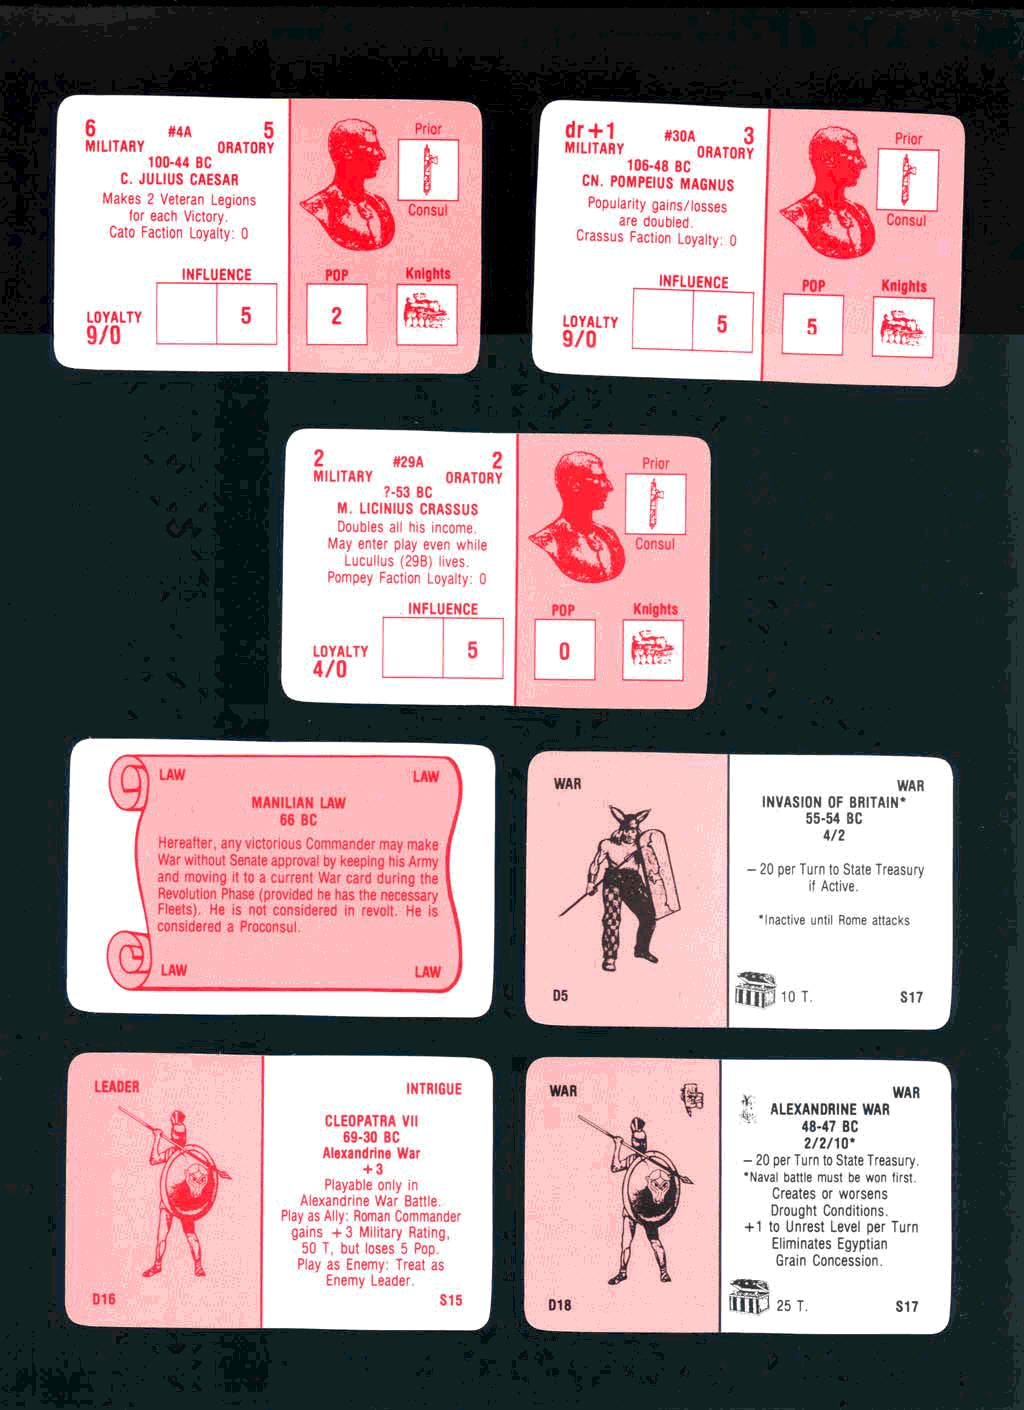 6 #4A 5
MILITARY ORATORY
100-44 BC
C. JULIUS CAESAR
Makes 2 Veteran Legions
for each Victory.
Cato Faction Loyalty: 0
INFLUENCE
LOYALTY
9/0
5
Prior
Consul
POP Knights
2
dr+1 #30A 3
MILITARY ORATORY
106-48 BC
CN. POMPEIUS MAGNUS
Popularity gains/losses
are doubled.
Crassus Faction Loyalty: 0
INFLUENCE
LOYALTY
9/0
5
Prior
Consul
POP Knights
5
2 #29A 2
MILITARY ORATORY
?-53 BC
M. LICINIUS CRASSUS
Doubles all his income.
May enter play even while
Lucullus (29B) lives.
Pompey Faction Loyalty: 0
INFLUENCE
LOYALTY
4/0
5
Prior
Consul
POP Knights
0
LAW LAW
MANILIAN LAW
66 BC
Hereafter, any victorious Commander may make
War without Senate approval by keeping his Army
and moving it to a current War card during the
Revolution Phase (provided he has the necessary
Fleets). He is not considered in revolt. He is
considered a Proconsul.
LAW LAW
WAR
D5
WAR
INVASION OF BRITAIN*
55-54 BC
4/2
– 20 per Turn to State Treasury
if Active.
*Inactive until Rome attacks
10 T. S17
LEADER
D16
INTRIGUE
CLEOPATRA VII
69-30 BC
Alexandrine War
+3
Playable only in
Alexandrine War Battle.
Play as Ally: Roman Commander
gains +3 Military Rating,
50 T, but loses 5 Pop.
Play as Enemy: Treat as
Enemy Leader.
S15
WAR
D18
WAR
ALEXANDRINE WAR
48-47 BC
2/2/10*
– 20 per Turn to State Treasury.
*Naval battle must be won first.
Creates or worsens
Drought Conditions.
+1 to Unrest Level per Turn
Eliminates Egyptian
Grain Concession.
25 T. S17